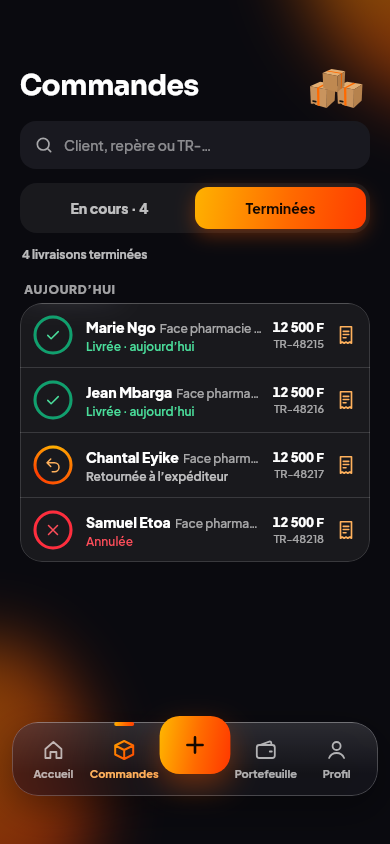 Commandes
Client, repère ou TR-...
En cours · 4
Terminées
4 livraisons terminées
AUJOURD'HUI
Marie Ngo Face pharmacie ... 12 500 F
Livrée · aujourd'hui TR-48215
Jean Mbarga Face pharma... 12 500 F
Livrée · aujourd'hui TR-48216
Chantal Eyike Face pharm... 12 500 F
Retournée à l'expéditeur TR-48217
Samuel Etoa Face pharma... 12 500 F
Annulée TR-48218
Accueil Commandes Portefeuille Profil